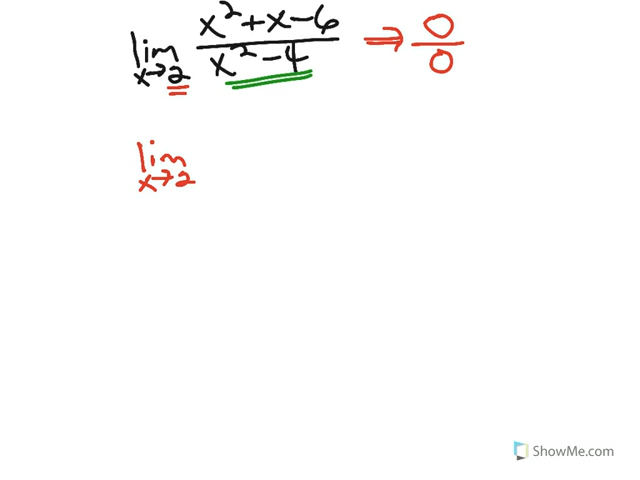 lim x→2 x²+x-6 / x²-4 ⇒ 0/0
lim x→2
ShowMe.com